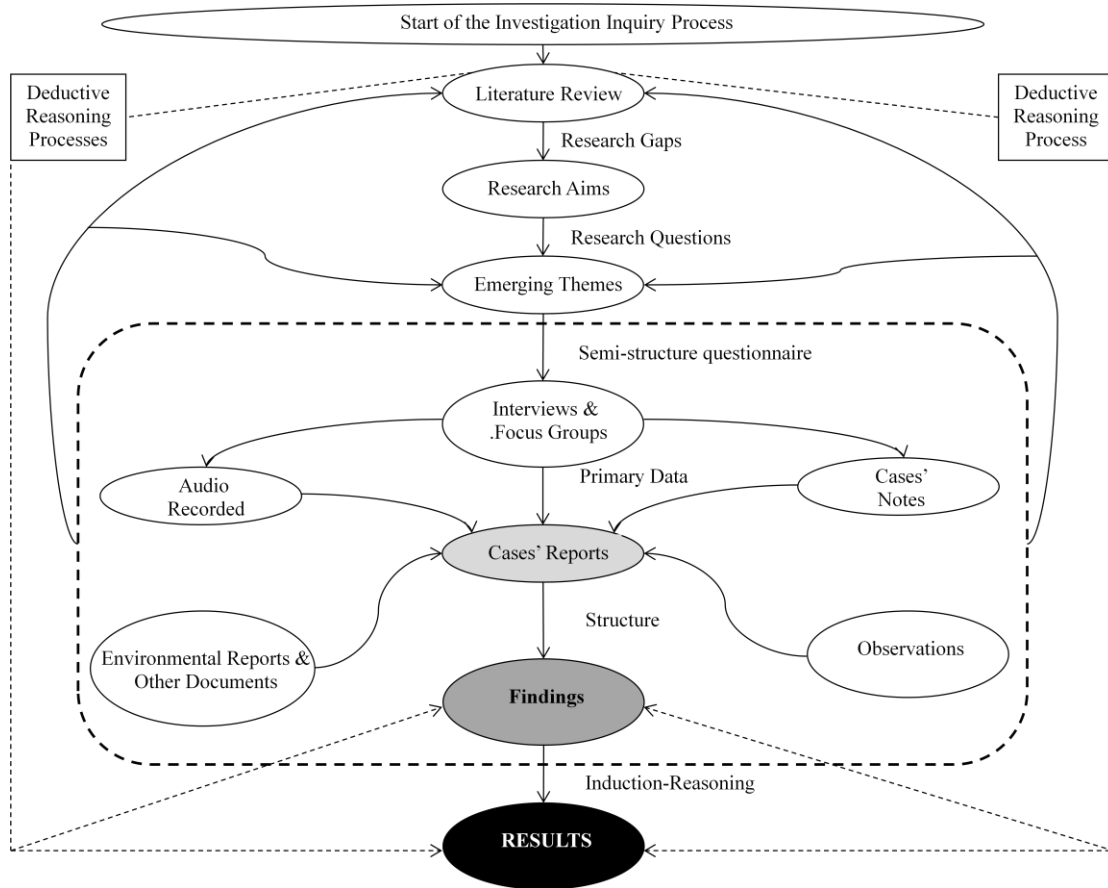 Start of the Investigation Inquiry Process
Deductive
Reasoning
Processes
Literature Review
Deductive
Reasoning
Process
Research Gaps
Research Aims
Research Questions
Emerging Themes
Semi-structure questionnaire
Interviews &
.Focus Groups
Audio
Recorded
Primary Data
Cases’
Notes
Cases’ Reports
Structure
Environmental Reports &
Other Documents
Observations
Findings
Induction-Reasoning
RESULTS